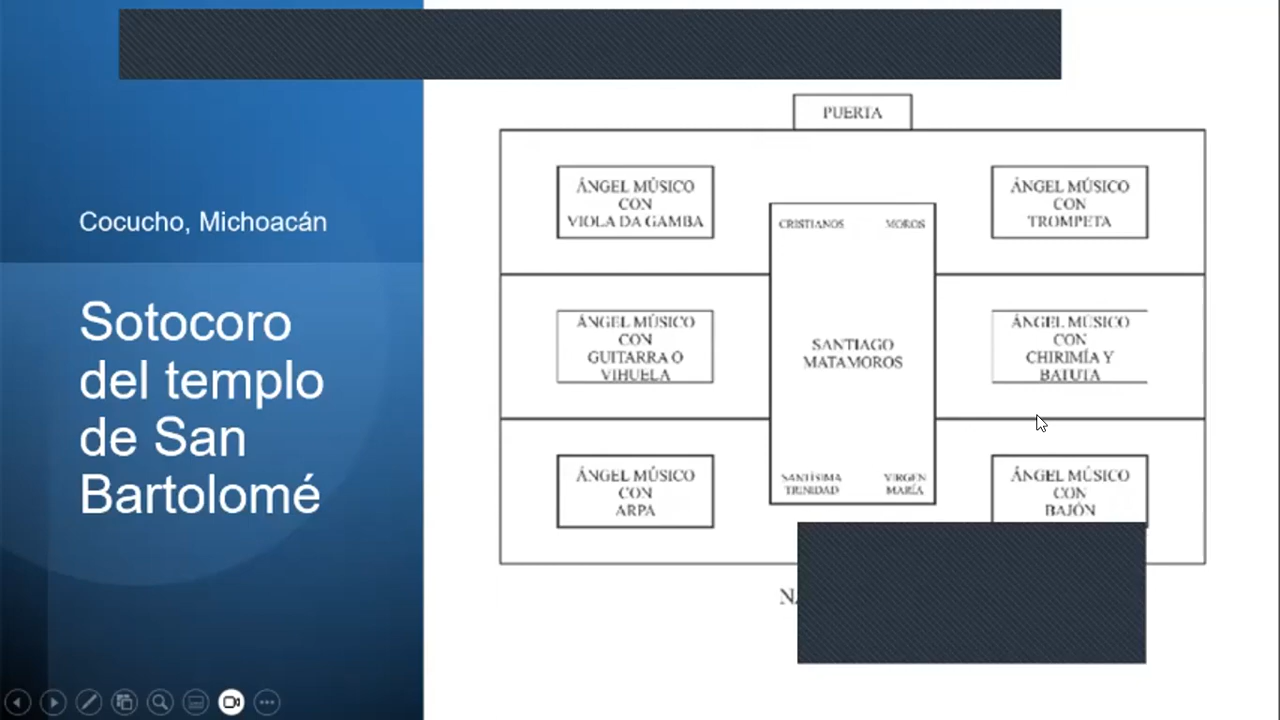 Cocucho, Michoacán
Sotocoro
del templo
de San
Bartolomé
PUERTA
ÁNGEL MÚSICO
CON
VIOLA DA GAMBA
ÁNGEL MÚSICO
CON
TROMPETA
CRISTIANOS MOROS
ÁNGEL MÚSICO
CON
GUITARRA O
VIHUELA
SANTIAGO
MATAMOROS
ÁNGEL MÚSICO
CON
CHIRIMÍA Y
BATUTA
ÁNGEL MÚSICO
CON
ARPA
SANTÍSIMA
TRINIDAD
VIRGEN
MARÍA
ÁNGEL MÚSICO
CON
BAJÓN